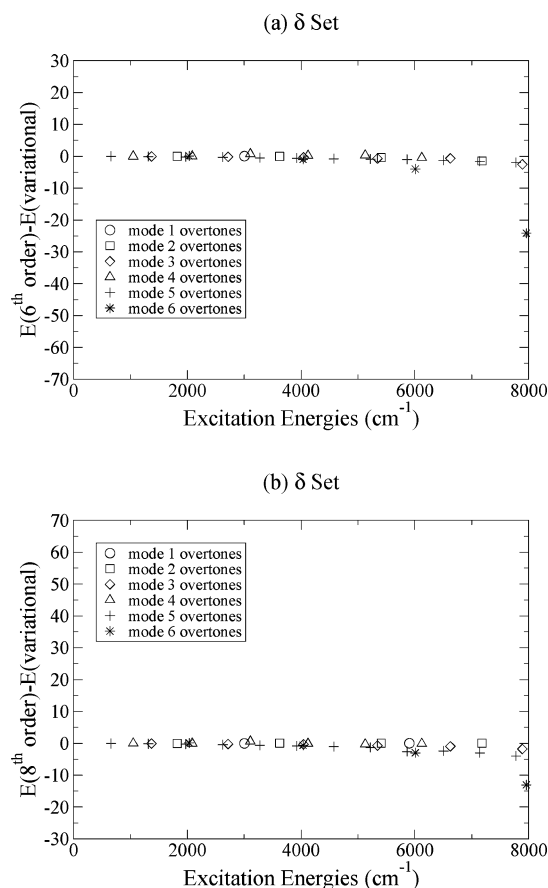 (a) δ Set
E(6th order)-E(variational)
30
20
10
0
-10
-20
-30
-40
-50
-60
-70
mode 1 overtones
mode 2 overtones
mode 3 overtones
mode 4 overtones
mode 5 overtones
mode 6 overtones
0 2000 4000 6000 8000
Excitation Energies (cm⁻¹)
(b) δ Set
E(8th order)-E(variational)
70
60
50
40
30
20
10
0
-10
-20
-30
mode 1 overtones
mode 2 overtones
mode 3 overtones
mode 4 overtones
mode 5 overtones
mode 6 overtones
0 2000 4000 6000 8000
Excitation Energies (cm⁻¹)